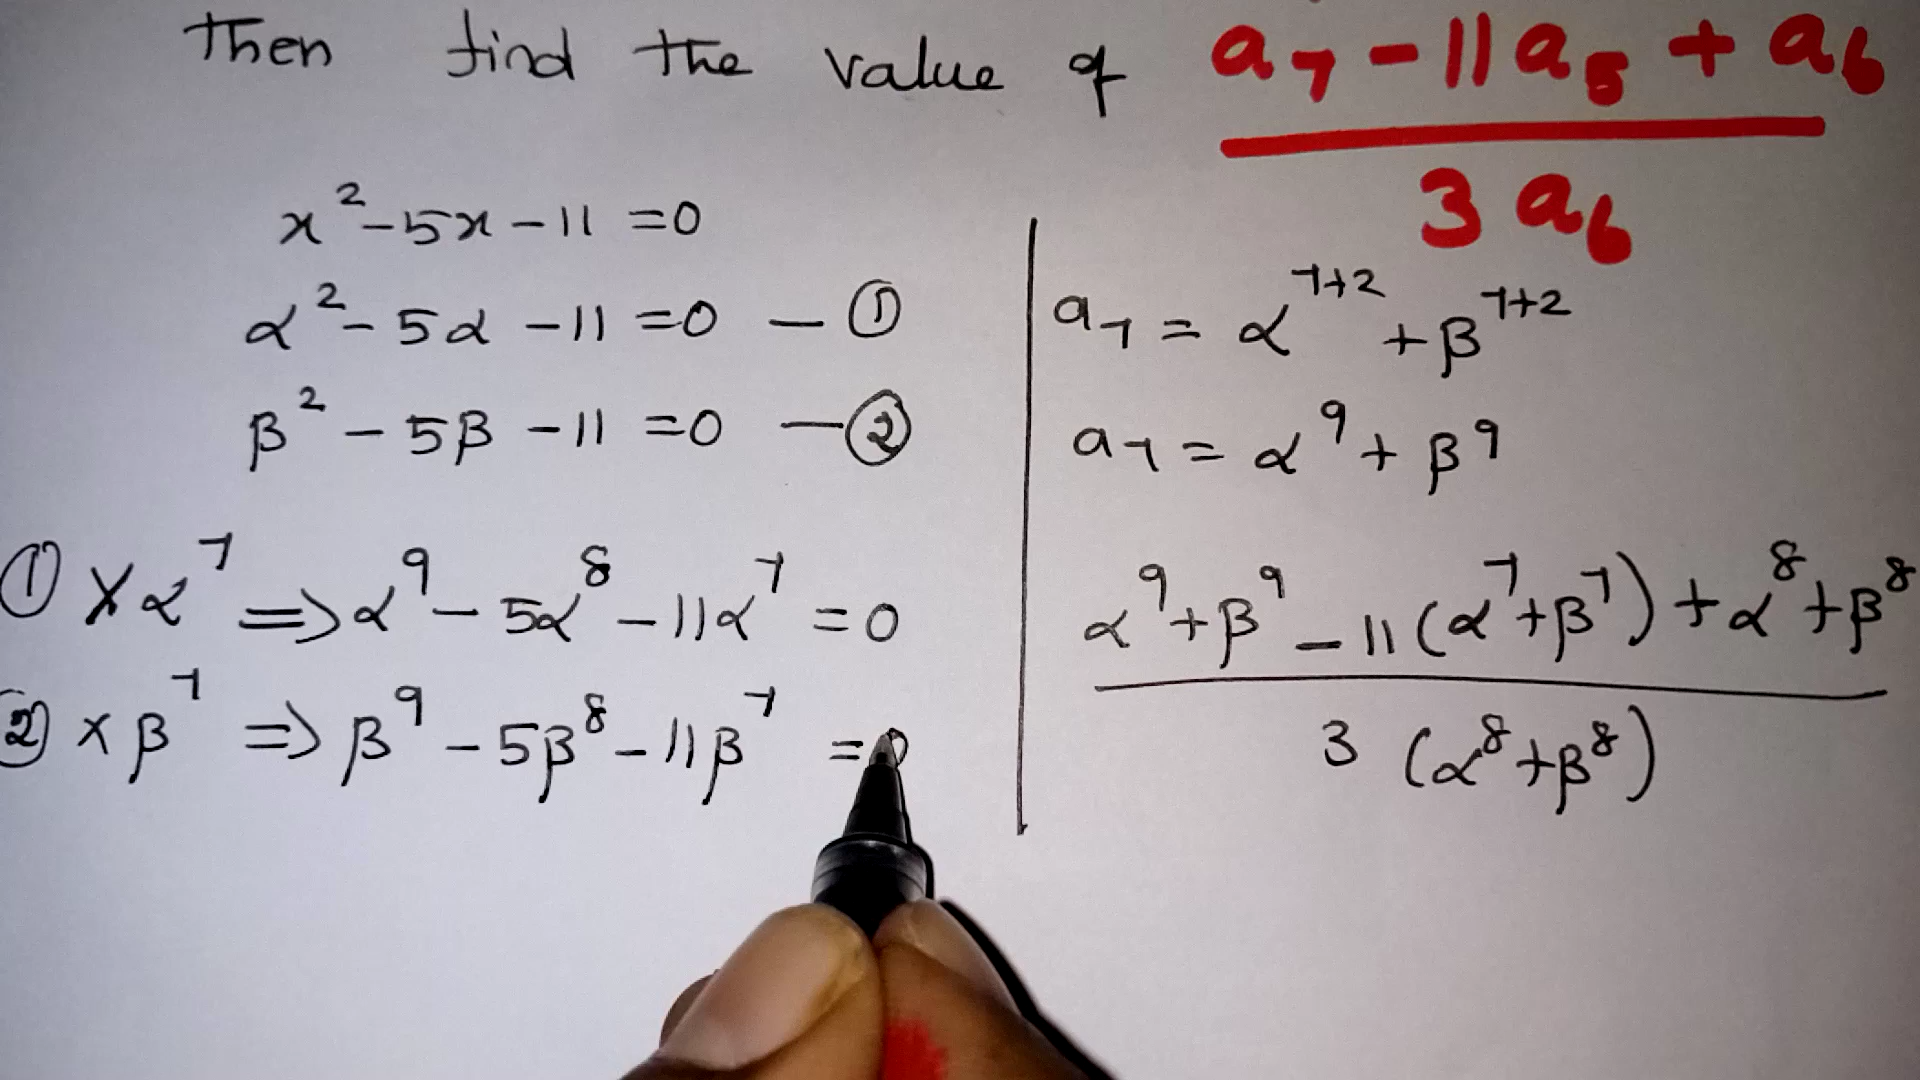 Then find the value of a₇ - 11a₅ + a₆
3a₆
x² - 5x - 11 = 0
α² - 5α - 11 = 0 — ①
β² - 5β - 11 = 0 — ②
① × α⁷ ⇒ α⁹ - 5α⁸ - 11α⁷ = 0
② × β⁷ ⇒ β⁹ - 5β⁸ - 11β⁷ = 0
a₇ = α⁷⁺² + β⁷⁺²
a₇ = α⁹ + β⁹
α⁹ + β⁹ - 11(α⁷ + β⁷) + α⁸ + β⁸
3 (α⁸ + β⁸)